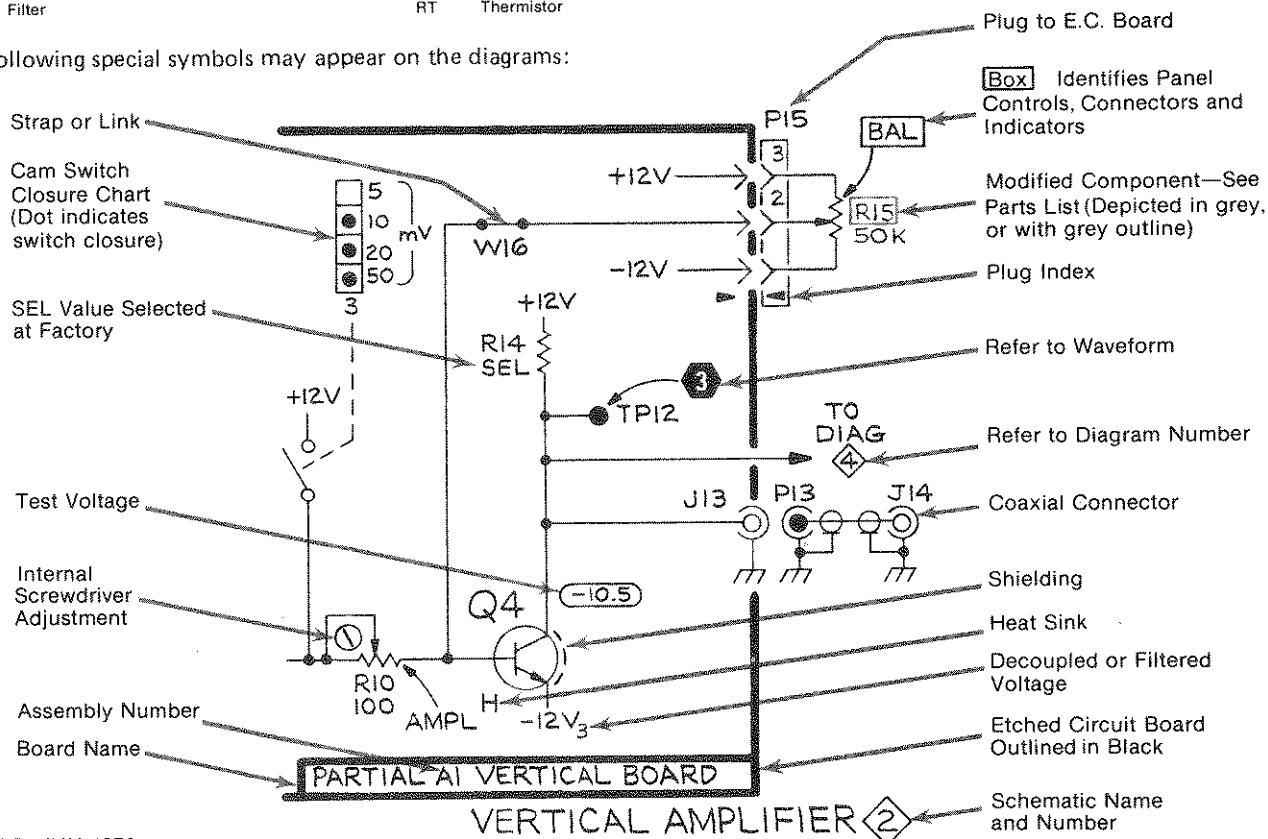 Filter
RT Thermistor
ollowing special symbols may appear on the diagrams:
Plug to E.C. Board
Box Identifies Panel
Controls, Connectors and
Indicators
Modified Component—See
Parts List (Depicted in grey,
or with grey outline)
Plug Index
Refer to Waveform
Refer to Diagram Number
Coaxial Connector
Shielding
Heat Sink
Decoupled or Filtered
Voltage
Etched Circuit Board
Outlined in Black
Schematic Name
and Number
Strap or Link
Cam Switch
Closure Chart
(Dot indicates
switch closure)
SEL Value Selected
at Factory
Test Voltage
Internal
Screwdriver
Adjustment
Assembly Number
Board Name
5
10
20
50
mV
3
+12V
W16
+12V
-12V
P15
3
2
BAL
R15
50K
+12V
R14
SEL
TP12
3
TO
DIAG
4
J13
P13
J14
-10.5
Q4
R10
100
AMPL
H
-12V3
PARTIAL A1 VERTICAL BOARD
VERTICAL AMPLIFIER 2